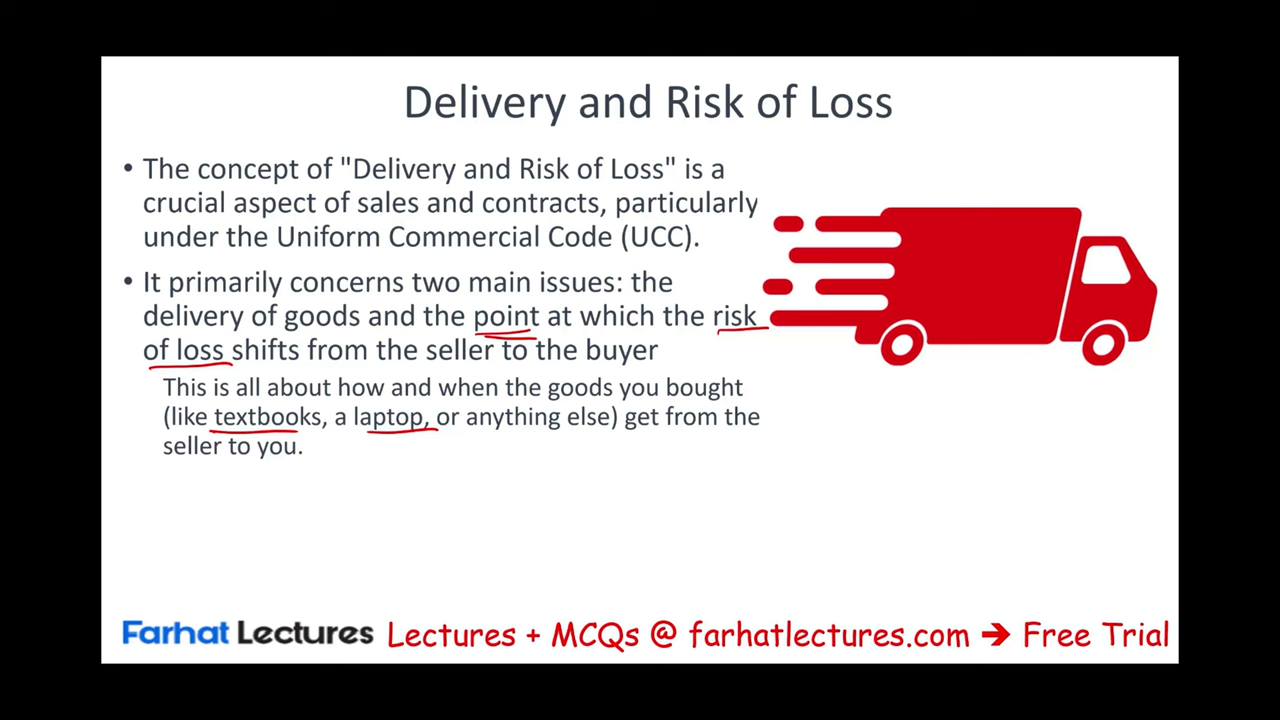 Delivery and Risk of Loss
• The concept of "Delivery and Risk of Loss" is a
crucial aspect of sales and contracts, particularly
under the Uniform Commercial Code (UCC).
• It primarily concerns two main issues: the
delivery of goods and the point at which the risk
of loss shifts from the seller to the buyer
This is all about how and when the goods you bought
(like textbooks, a laptop, or anything else) get from the
seller to you.
Farhat Lectures Lectures + MCQs @ farhatlectures.com ➔ Free Trial